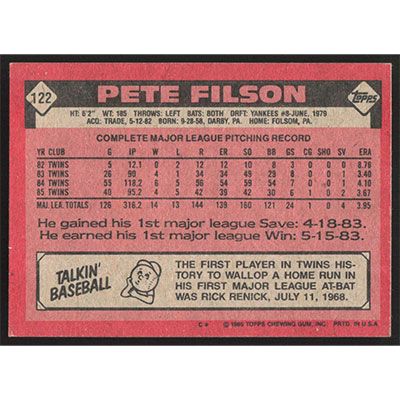 122
PETE FILSON
Topps
HT: 6'2" WT: 185 THROWS: LEFT BATS: BOTH DRFT: YANKEES #8-JUNE, 1979
ACQ: TRADE, 5-12-82 BORN: 9-28-58, DARBY, PA. HOME: FOLSOM, PA.
COMPLETE MAJOR LEAGUE PITCHING RECORD
YR CLUB G IP W L R ER SO BB GS CG SHO SV ERA
82 TWINS 5 12.1 0 2 12 12 10 8 3 0 0 0 8.76
83 TWINS 26 90 4 1 34 34 49 29 8 0 0 1 3.40
84 TWINS 55 118.2 6 5 56 54 59 54 7 0 0 1 4.10
85 TWINS 40 95.2 4 5 42 39 42 30 6 1 0 2 3.67
MAJ. LEA. TOTALS 126 316.2 14 13 144 139 160 121 24 1 0 4 3.95
He gained his 1st major league Save: 4-18-83.
He earned his 1st major league Win: 5-15-83.
TALKIN'
BASEBALL
THE FIRST PLAYER IN TWINS HIS-
TORY TO WALLOP A HOME RUN IN
HIS FIRST MAJOR LEAGUE AT-BAT
WAS RICK RENICK, JULY 11, 1968.
C* © 1986 TOPPS CHEWING GUM, INC. PRTD. IN U.S.A.